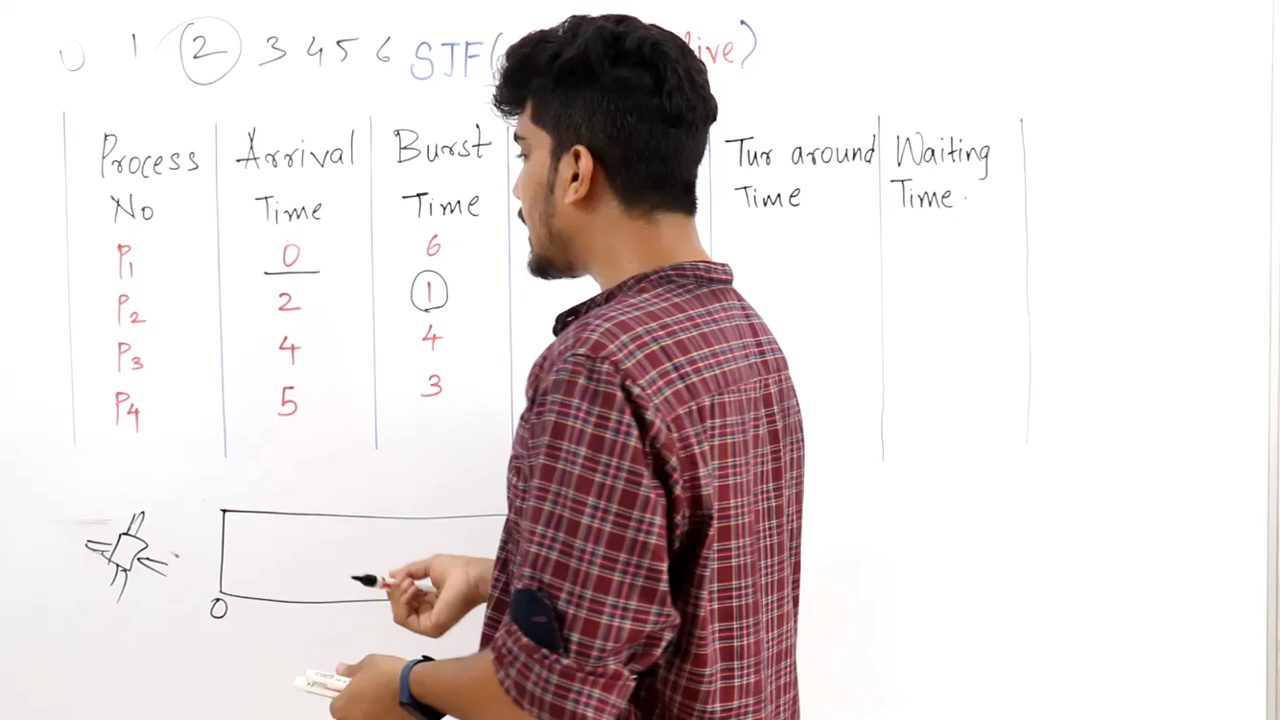 0 1 2 3 4 5 6 SJF(
Process No Arrival Time Burst Time Tur around Time Waiting Time.
P1 0 6
P2 2 1
P3 4 4
P4 5 3
0